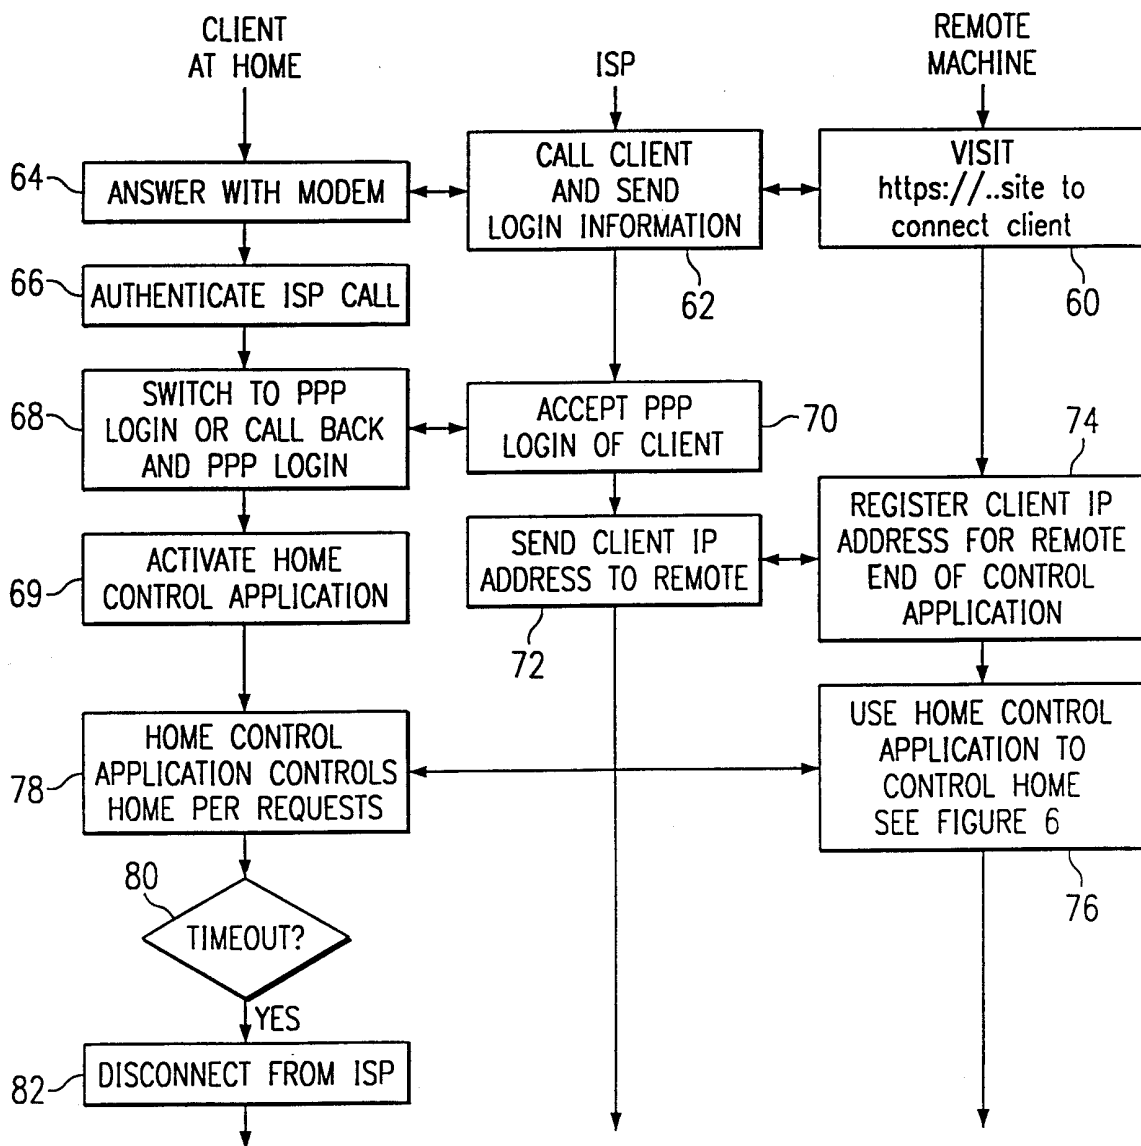 CLIENT
AT HOME
ISP
REMOTE
MACHINE
64
ANSWER WITH MODEM
CALL CLIENT
AND SEND
LOGIN INFORMATION
62
VISIT
https://..site to
connect client
60
66
AUTHENTICATE ISP CALL
68
SWITCH TO PPP
LOGIN OR CALL BACK
AND PPP LOGIN
ACCEPT PPP
LOGIN OF CLIENT
70
74
REGISTER CLIENT IP
ADDRESS FOR REMOTE
END OF CONTROL
APPLICATION
69
ACTIVATE HOME
CONTROL APPLICATION
SEND CLIENT IP
ADDRESS TO REMOTE
72
78
HOME CONTROL
APPLICATION CONTROLS
HOME PER REQUESTS
USE HOME CONTROL
APPLICATION TO
CONTROL HOME
SEE FIGURE 6
76
80
TIMEOUT?
YES
82
DISCONNECT FROM ISP